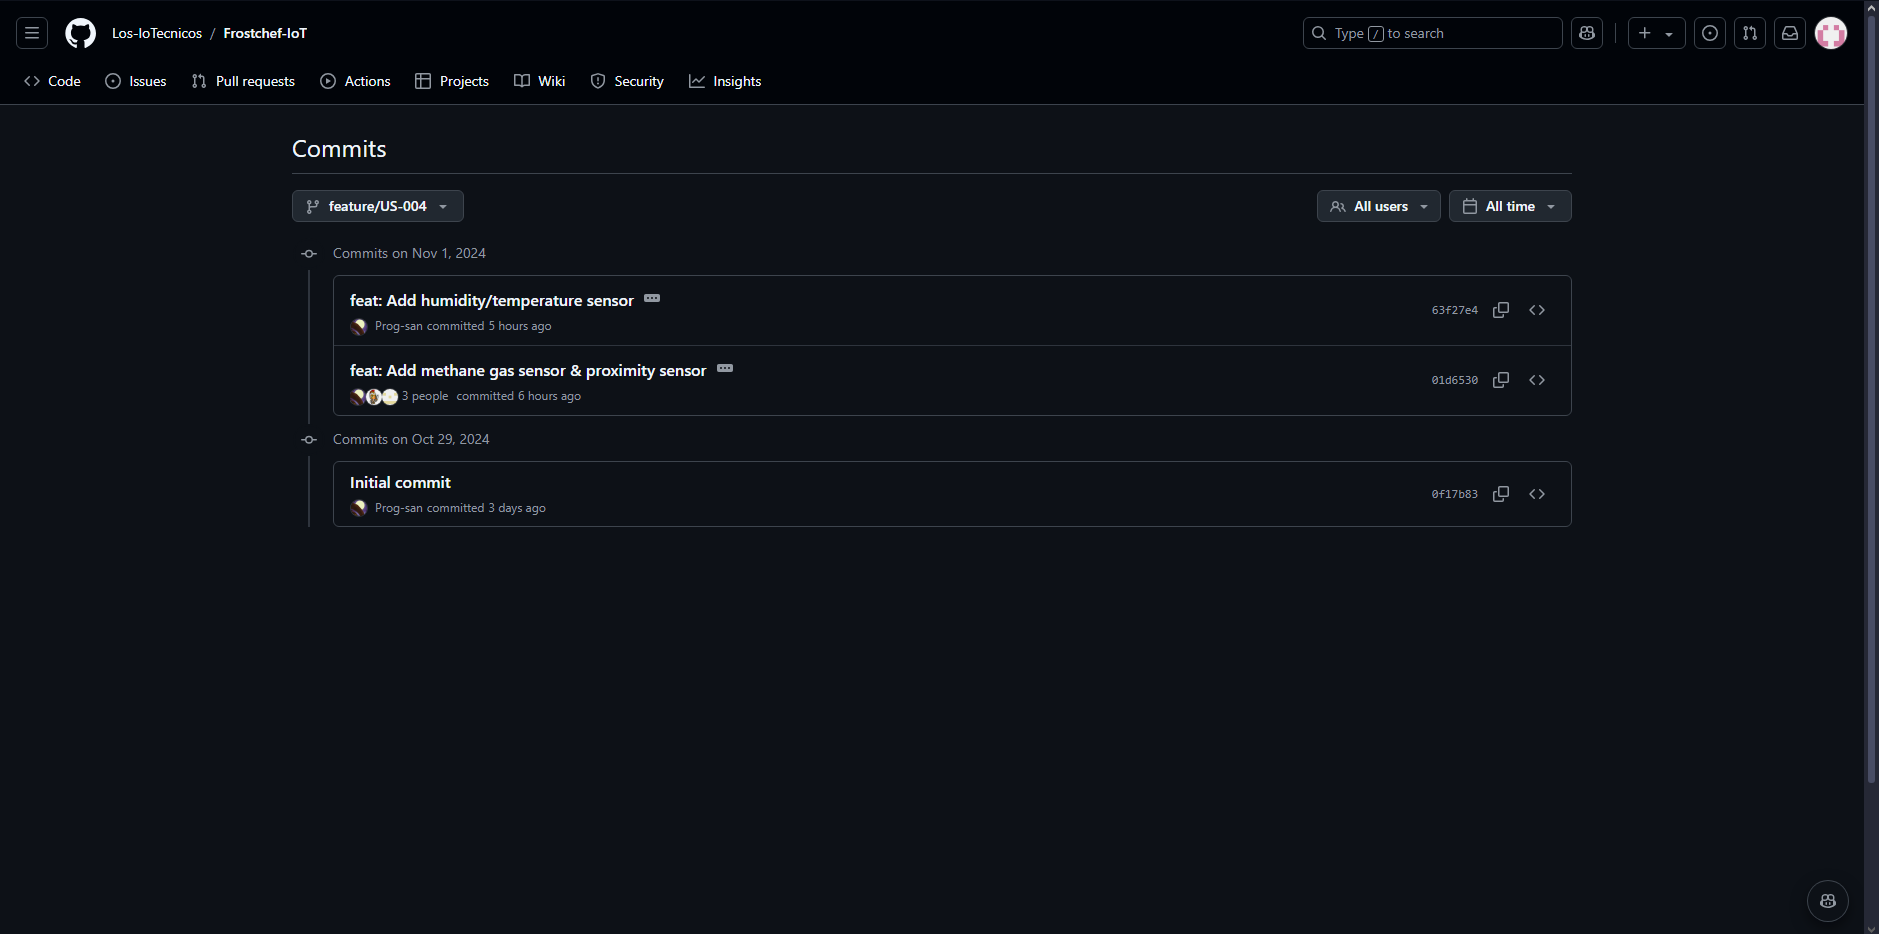 Los-IoTecnicos / Frostchef-IoT
Type / to search
Code Issues Pull requests Actions Projects Wiki Security Insights
Commits
feature/US-004
All users
All time
Commits on Nov 1, 2024
feat: Add humidity/temperature sensor
Prog-san committed 5 hours ago
63f27e4
feat: Add methane gas sensor & proximity sensor
3 people committed 6 hours ago
01d6530
Commits on Oct 29, 2024
Initial commit
Prog-san committed 3 days ago
0f17b83